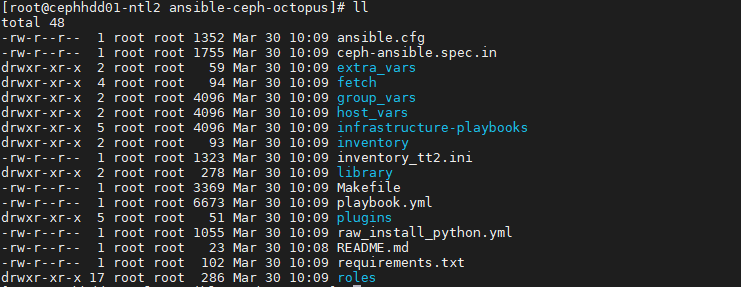 [root@cephhdd01-ntl2 ansible-ceph-octopus]# ll
total 48
-rw-r--r--  1 root root 1352 Mar 30 10:09 ansible.cfg
-rw-r--r--  1 root root 1755 Mar 30 10:09 ceph-ansible.spec.in
drwxr-xr-x  2 root root   59 Mar 30 10:09 extra_vars
drwxr-xr-x  4 root root   94 Mar 30 10:09 fetch
drwxr-xr-x  2 root root 4096 Mar 30 10:09 group_vars
drwxr-xr-x  2 root root 4096 Mar 30 10:09 host_vars
drwxr-xr-x  5 root root 4096 Mar 30 10:09 infrastructure-playbooks
drwxr-xr-x  2 root root   93 Mar 30 10:09 inventory
-rw-r--r--  1 root root 1323 Mar 30 10:09 inventory_tt2.ini
drwxr-xr-x  2 root root  278 Mar 30 10:09 library
-rw-r--r--  1 root root 3369 Mar 30 10:09 Makefile
-rw-r--r--  1 root root 6673 Mar 30 10:09 playbook.yml
drwxr-xr-x  5 root root   51 Mar 30 10:09 plugins
-rw-r--r--  1 root root 1055 Mar 30 10:09 raw_install_python.yml
-rw-r--r--  1 root root   23 Mar 30 10:08 README.md
-rw-r--r--  1 root root  102 Mar 30 10:09 requirements.txt
drwxr-xr-x 17 root root  286 Mar 30 10:09 roles